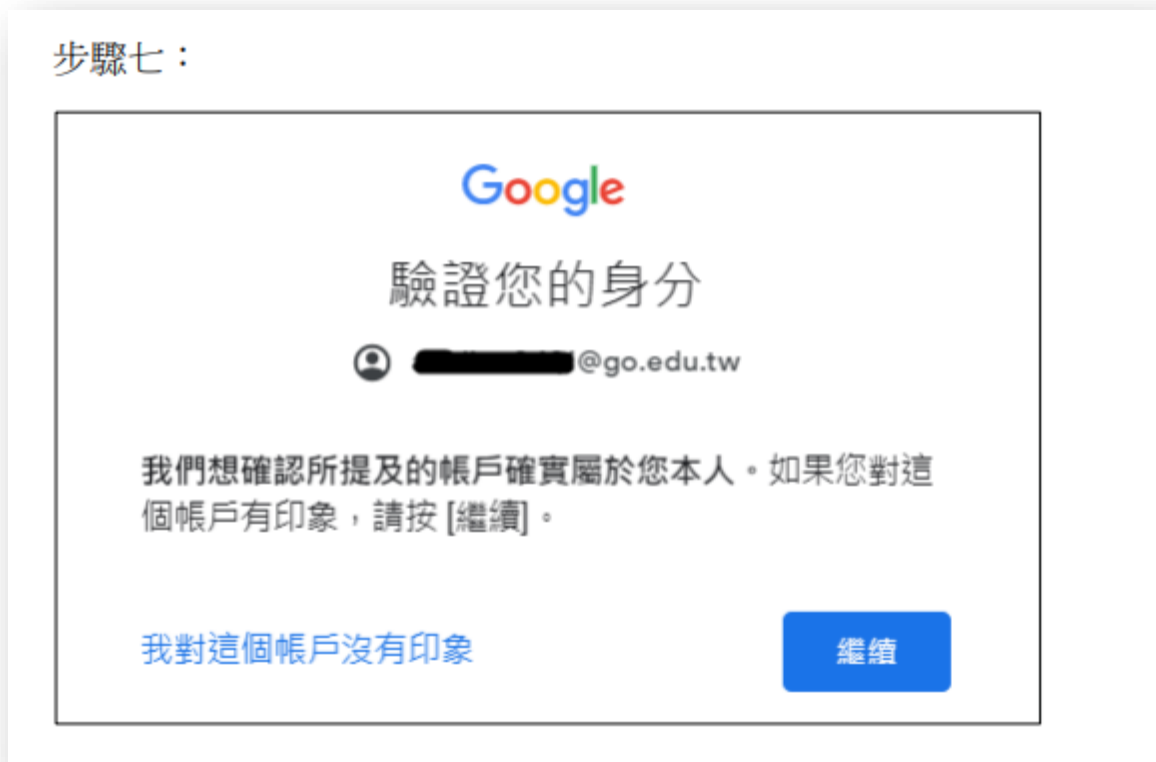 步驟七：
Google
驗證您的身分
@go.edu.tw
我們想確認所提及的帳戶確實屬於您本人。如果您對這
個帳戶有印象，請按 [繼續]。
我對這個帳戶沒有印象
繼續